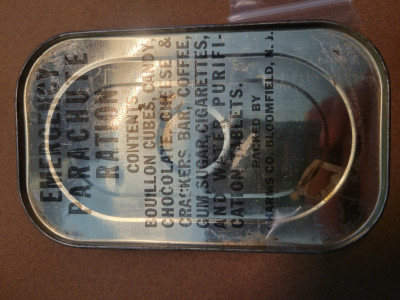 EMERGENCY
PARACHUTE
RATION
CONTENTS
BOUILLON CUBES, CANDY,
CHOCOLATE, CHEESE &
CRACKERS BAR, COFFEE,
GUM, SUGAR, CIGARETTES,
AND WATER PURIFI-
CATION TABLETS.
PACKED BY
HARMS CO. BLOOMFIELD, N. J.